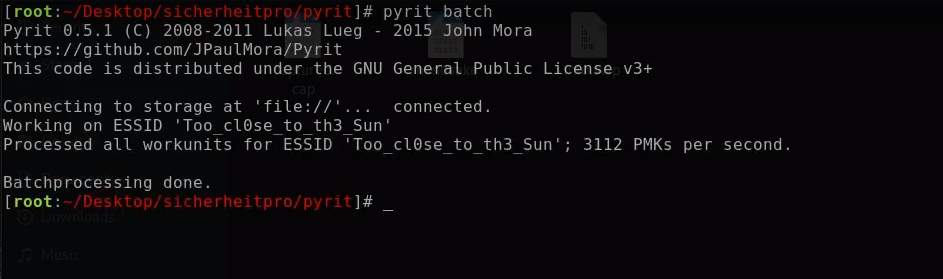 [root:~/Desktop/sicherheitpro/pyrit]# pyrit batch
Pyrit 0.5.1 (C) 2008-2011 Lukas Lueg - 2015 John Mora
https://github.com/JPaulMora/Pyrit
This code is distributed under the GNU General Public License v3+
cap
Connecting to storage at 'file://'...  connected.
Working on ESSID 'Too_cl0se_to_th3_Sun'
Processed all workunits for ESSID 'Too_cl0se_to_th3_Sun'; 3112 PMKs per second.
Batchprocessing done.
[root:~/Desktop/sicherheitpro/pyrit]# _
Downloads
Music